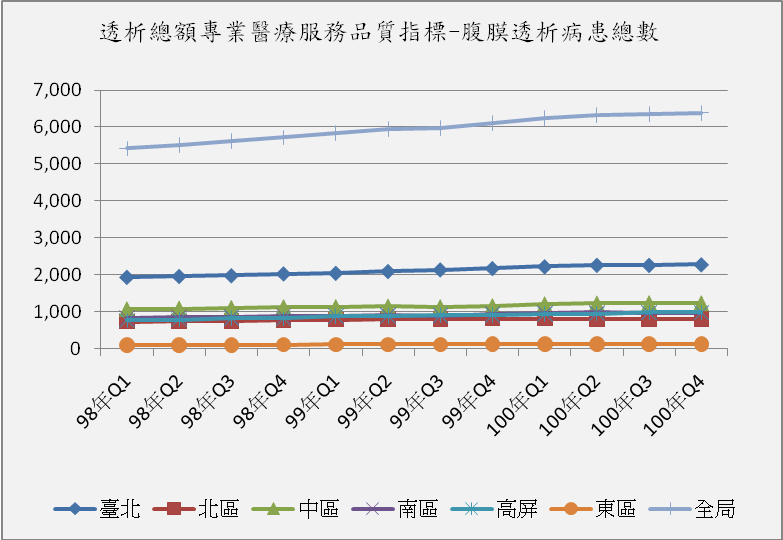 透析總額專業醫療服務品質指標-腹膜透析病患總數
7,000
6,000
5,000
4,000
3,000
2,000
1,000
0
98年Q1
98年Q2
98年Q3
98年Q4
99年Q1
99年Q2
99年Q3
99年Q4
100年Q1
100年Q2
100年Q3
100年Q4
臺北 北區 中區 南區 高屏 東區 全局